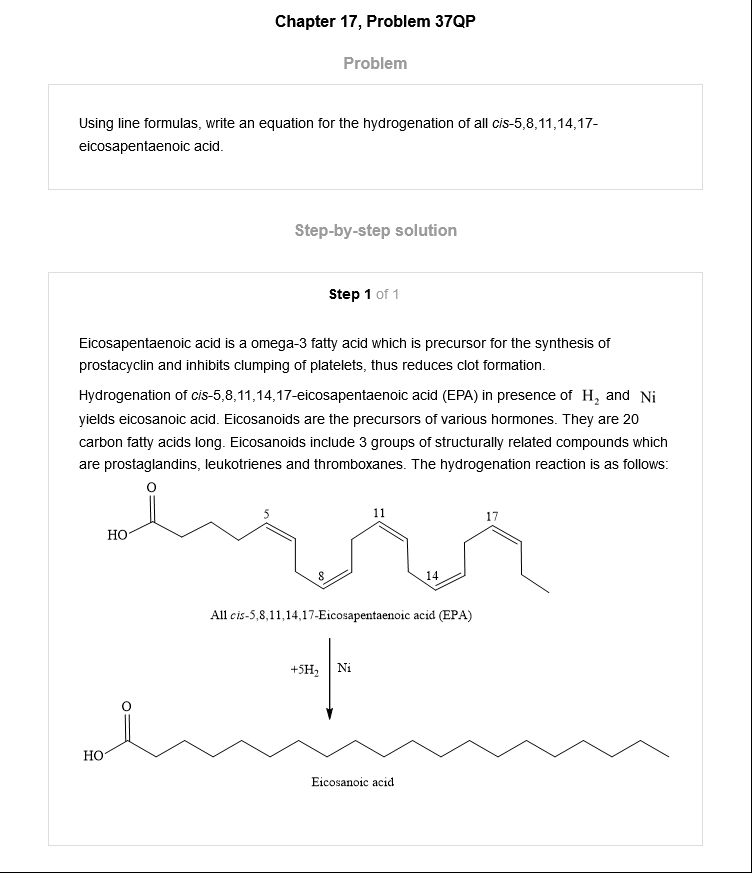 Chapter 17, Problem 37QP
Problem
Using line formulas, write an equation for the hydrogenation of all cis-5,8,11,14,17-
eicosapentaenoic acid.
Step-by-step solution
Step 1 of 1
Eicosapentaenoic acid is a omega-3 fatty acid which is precursor for the synthesis of
prostacyclin and inhibits clumping of platelets, thus reduces clot formation.
Hydrogenation of cis-5,8,11,14,17-eicosapentaenoic acid (EPA) in presence of H₂ and Ni
yields eicosanoic acid. Eicosanoids are the precursors of various hormones. They are 20
carbon fatty acids long. Eicosanoids include 3 groups of structurally related compounds which
are prostaglandins, leukotrienes and thromboxanes. The hydrogenation reaction is as follows:
O
5 11 17
HO
8 14
All cis-5,8,11,14,17-Eicosapentaenoic acid (EPA)
+5H₂ Ni
O
HO
Eicosanoic acid